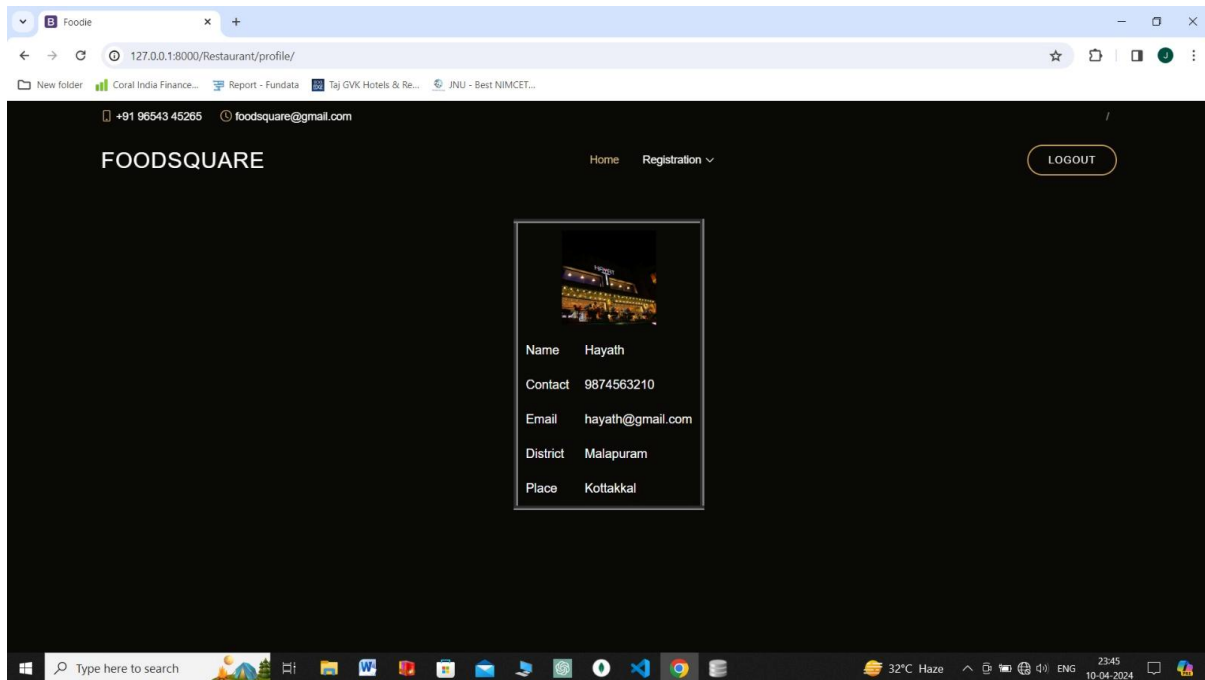 Foodie
127.0.0.1:8000/Restaurant/profile/
J
New folder Coral India Finance... Report - Fundata Taj GVK Hotels & Re... JNU - Best NIMCET...
+91 96543 45265 foodsquare@gmail.com /
FOODSQUARE Home Registration LOGOUT
Name Hayath
Contact 9874563210
Email hayath@gmail.com
District Malapuram
Place Kottakkal
Type here to search 32°C Haze ENG 23:45
10-04-2024